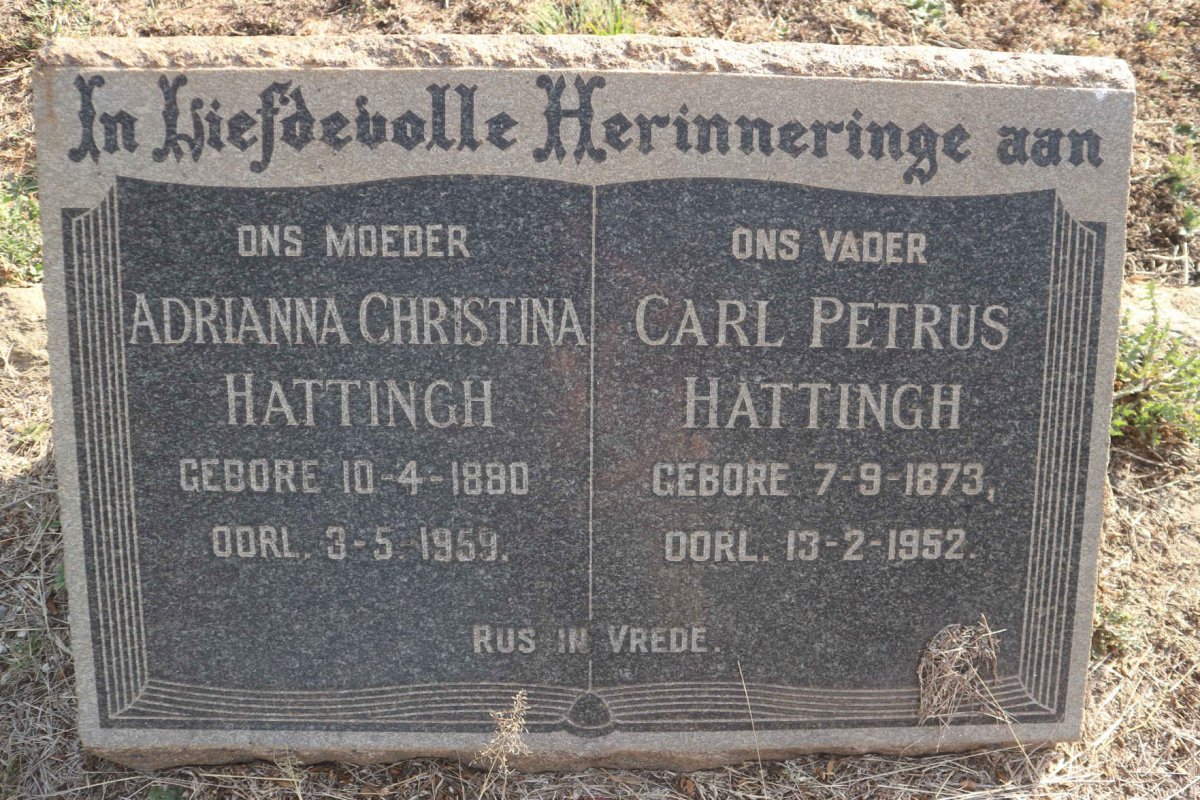 In Liefdevolle Herinnering aan
ONS MOEDER
ADRIANNA CHRISTINA
HATTINGH
GEBORE 10-4-1880
OORL. 3-5-1959.
ONS VADER
CARL PETRUS
HATTINGH
GEBORE 7-9-1873,
OORL. 13-2-1952.
RUS IN VREDE.